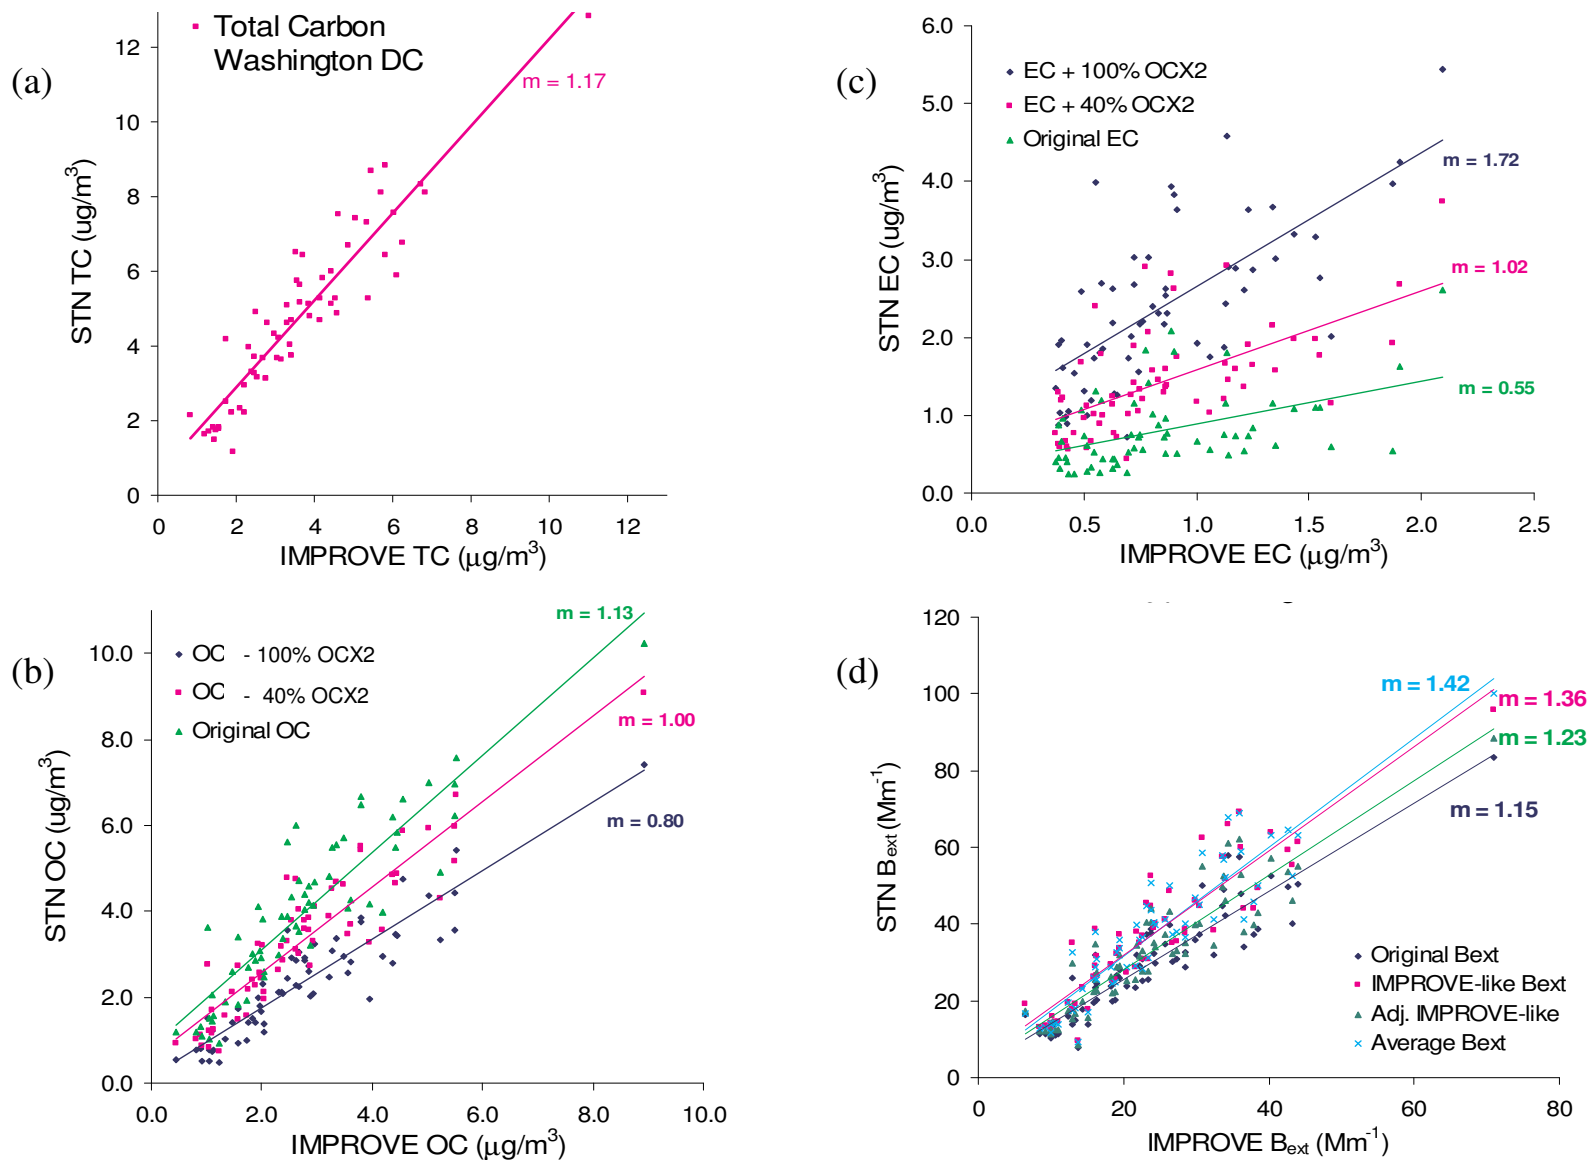 (a)
Total Carbon
Washington DC
m = 1.17
STN TC (ug/m³)
12
10
8
6
4
2
0
0 2 4 6 8 10 12
IMPROVE TC (μg/m³)
(c)
EC + 100% OCX2
EC + 40% OCX2
Original EC
m = 1.72
m = 1.02
m = 0.55
STN EC (ug/m³)
6.0
5.0
4.0
3.0
2.0
1.0
0.0
0.0 0.5 1.0 1.5 2.0 2.5
IMPROVE EC (μg/m³)
(b)
OC - 100% OCX2
OC - 40% OCX2
Original OC
m = 1.13
m = 1.00
m = 0.80
STN OC (ug/m³)
10.0
8.0
6.0
4.0
2.0
0.0
0.0 2.0 4.0 6.0 8.0 10.0
IMPROVE OC (μg/m³)
(d)
m = 1.42
m = 1.36
m = 1.23
m = 1.15
STN Bext (Mm⁻¹)
120
100
80
60
40
20
0
Original Bext
IMPROVE-like Bext
Adj. IMPROVE-like
Average Bext
0 20 40 60 80
IMPROVE Bext (Mm⁻¹)